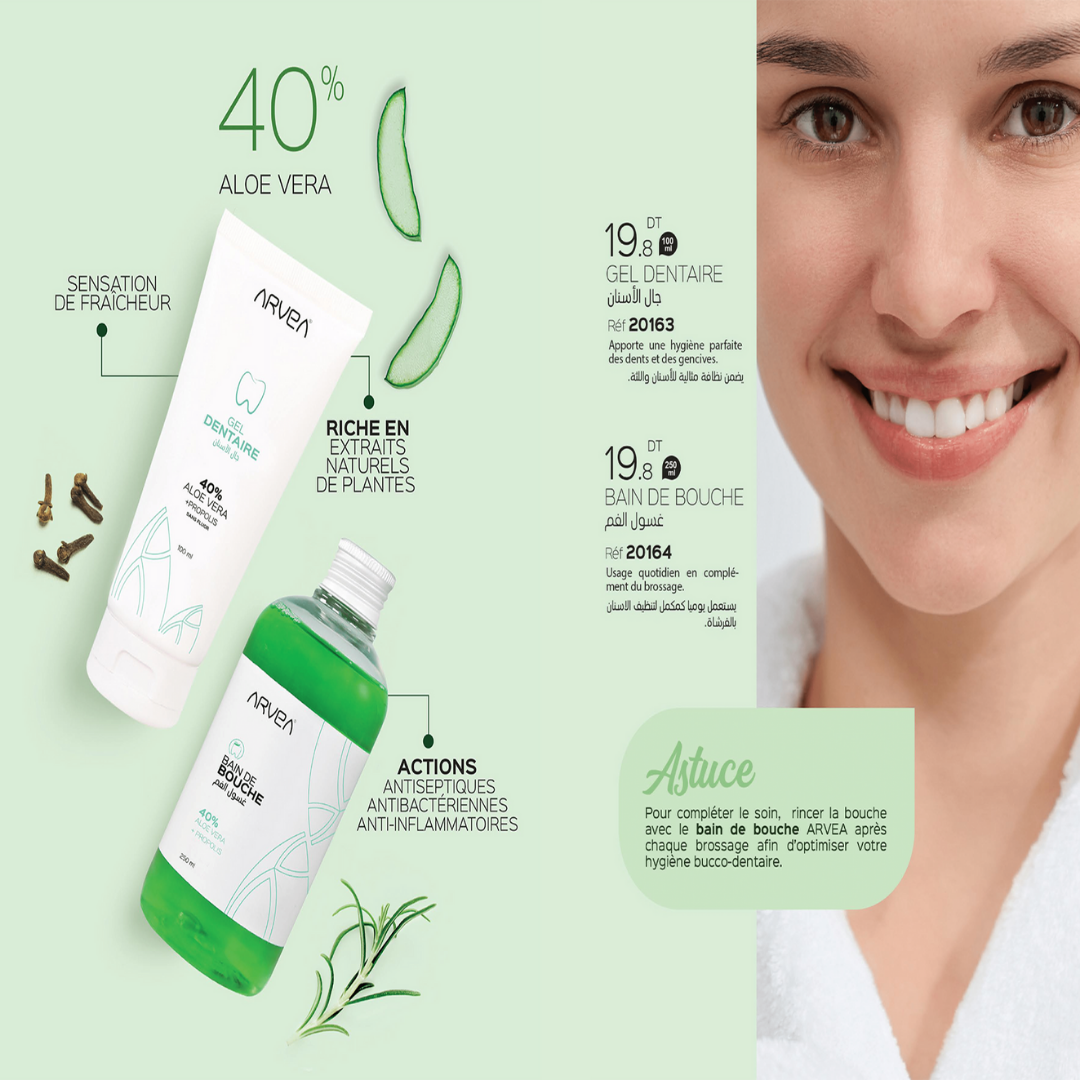 40%
ALOE VERA
SENSATION
DE FRAÎCHEUR
ARVEA®
GEL
DENTAIRE
جال الأسنان
40%
ALOE VERA
+PROPOLIS
SANS FLUOR
100 ml
RICHE EN
EXTRAITS
NATURELS
DE PLANTES
ARVEA®
BAIN DE
BOUCHE
غسول الفم
40%
ALOE VERA
+ PROPOLIS
250 ml
ACTIONS
ANTISEPTIQUES
ANTIBACTÉRIENNES
ANTI-INFLAMMATOIRES
19.8 DT 100 ml
GEL DENTAIRE
جال الأسنان
Réf 20163
Apporte une hygiène parfaite
des dents et des gencives.
يضمن نظافة مثالية للأسنان واللثة.
19.8 DT 250 ml
BAIN DE BOUCHE
غسول الفم
Réf 20164
Usage quotidien en complé-
ment du brossage.
يستعمل يوميا كمكمل لتنظيف الاسنان
بالفرشاة.
Astuce
Pour compléter le soin, rincer la bouche
avec le bain de bouche ARVEA après
chaque brossage afin d'optimiser votre
hygiène bucco-dentaire.